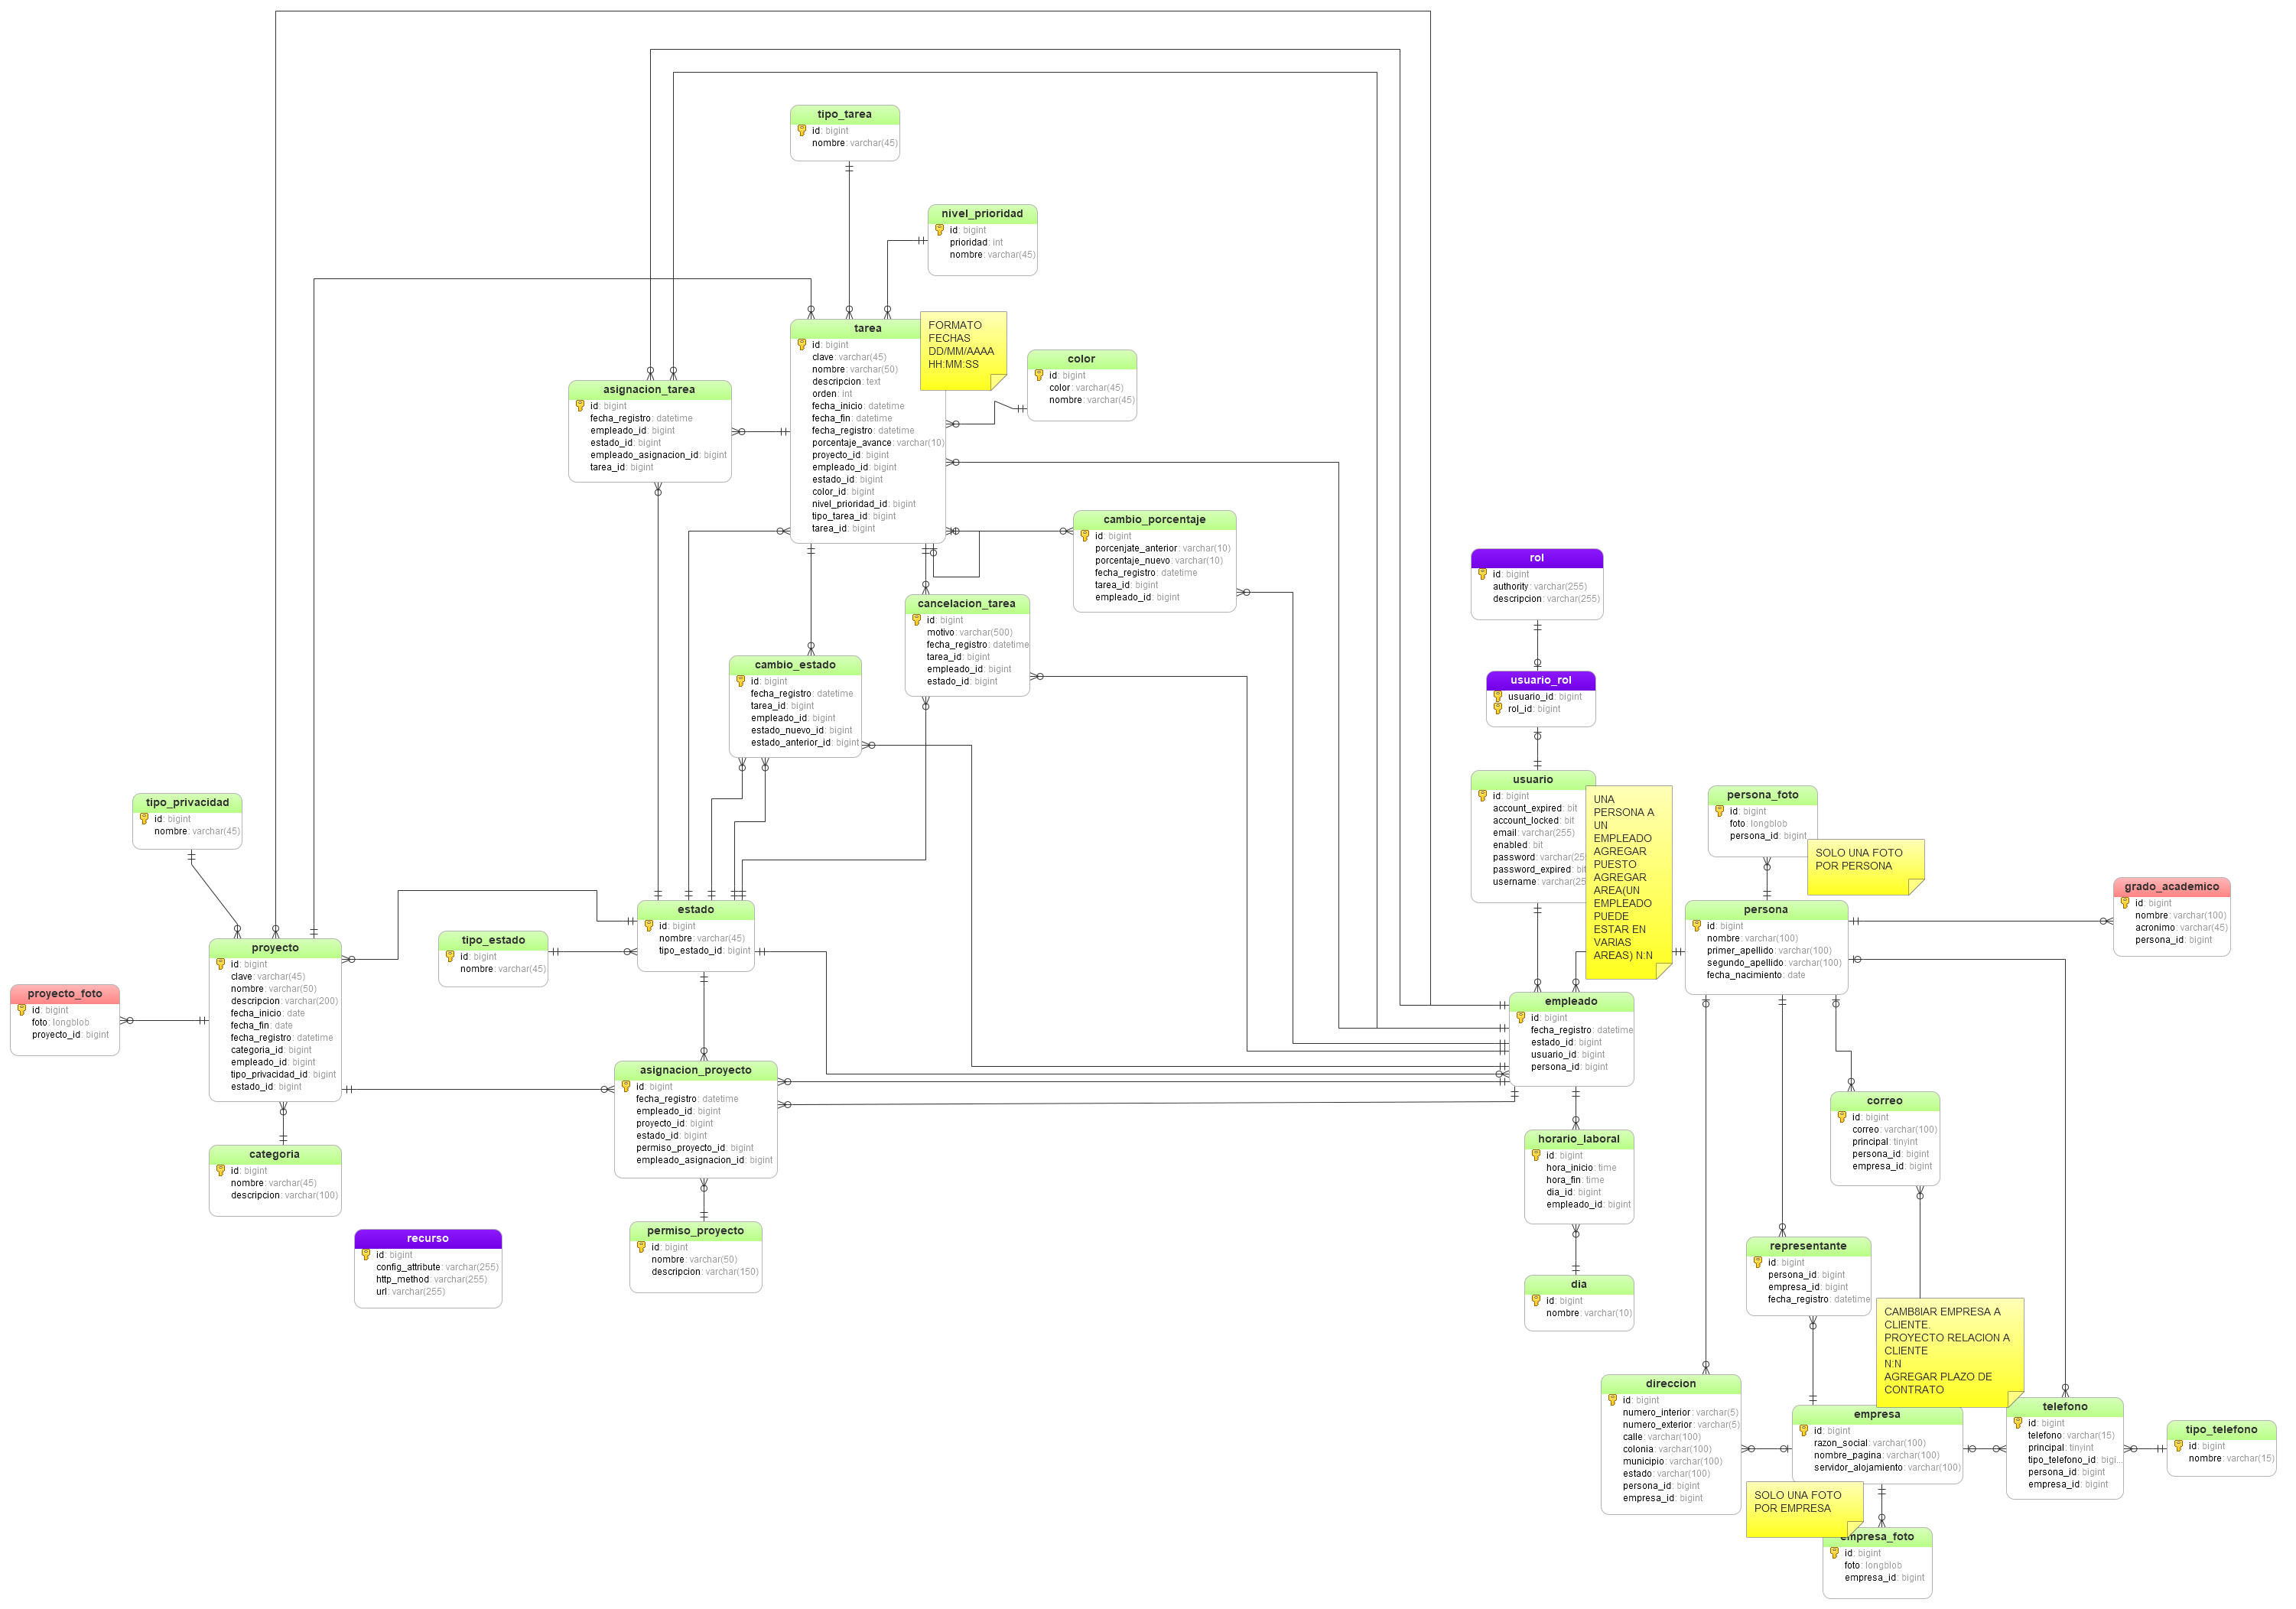 tipo_tarea
id: bigint
nombre: varchar(45)
nivel_prioridad
id: bigint
prioridad: int
nombre: varchar(45)
tarea
id: bigint
clave: varchar(45)
nombre: varchar(50)
descripcion: text
orden: int
fecha_inicio: datetime
fecha_fin: datetime
fecha_registro: datetime
porcentaje_avance: varchar(10)
proyecto_id: bigint
empleado_id: bigint
estado_id: bigint
color_id: bigint
nivel_prioridad_id: bigint
tipo_tarea_id: bigint
tarea_id: bigint
FORMATO
FECHAS
DD/MM/AAAA
HH:MM:SS
color
id: bigint
color: varchar(45)
nombre: varchar(45)
asignacion_tarea
id: bigint
fecha_registro: datetime
empleado_id: bigint
estado_id: bigint
empleado_asignacion_id: bigint
tarea_id: bigint
cambio_porcentaje
id: bigint
porcenjate_anterior: varchar(10)
porcentaje_nuevo: varchar(10)
fecha_registro: datetime
tarea_id: bigint
empleado_id: bigint
cancelacion_tarea
id: bigint
motivo: varchar(500)
fecha_registro: datetime
tarea_id: bigint
empleado_id: bigint
estado_id: bigint
cambio_estado
id: bigint
fecha_registro: datetime
tarea_id: bigint
empleado_id: bigint
estado_nuevo_id: bigint
estado_anterior_id: bigint
rol
id: bigint
authority: varchar(255)
descripcion: varchar(255)
usuario_rol
usuario_id: bigint
rol_id: bigint
usuario
id: bigint
account_expired: bit
account_locked: bit
email: varchar(255)
enabled: bit
password: varchar(25
password_expired: bit
username: varchar(25
UNA
PERSONA A
UN
EMPLEADO
AGREGAR
PUESTO
AGREGAR
AREA(UN
EMPLEADO
PUEDE
ESTAR EN
VARIAS
AREAS) N:N
persona_foto
id: bigint
foto: longblob
persona_id: bigint
SOLO UNA FOTO
POR PERSONA
grado_academico
id: bigint
nombre: varchar(100)
acronimo: varchar(45)
persona_id: bigint
persona
id: bigint
nombre: varchar(100)
primer_apellido: varchar(100)
segundo_apellido: varchar(100)
fecha_nacimiento: date
tipo_privacidad
id: bigint
nombre: varchar(45)
estado
id: bigint
nombre: varchar(45)
tipo_estado_id: bigint
tipo_estado
id: bigint
nombre: varchar(45)
proyecto
id: bigint
clave: varchar(45)
nombre: varchar(50)
descripcion: varchar(200)
fecha_inicio: date
fecha_fin: date
fecha_registro: datetime
categoria_id: bigint
empleado_id: bigint
tipo_privacidad_id: bigint
estado_id: bigint
proyecto_foto
id: bigint
foto: longblob
proyecto_id: bigint
empleado
id: bigint
fecha_registro: datetime
estado_id: bigint
usuario_id: bigint
persona_id: bigint
asignacion_proyecto
id: bigint
fecha_registro: datetime
empleado_id: bigint
proyecto_id: bigint
estado_id: bigint
permiso_proyecto_id: bigint
empleado_asignacion_id: bigint
categoria
id: bigint
nombre: varchar(45)
descripcion: varchar(100)
recurso
id: bigint
config_attribute: varchar(255)
http_method: varchar(255)
url: varchar(255)
permiso_proyecto
id: bigint
nombre: varchar(50)
descripcion: varchar(150)
horario_laboral
id: bigint
hora_inicio: time
hora_fin: time
dia_id: bigint
empleado_id: bigint
dia
id: bigint
nombre: varchar(10)
correo
id: bigint
correo: varchar(100)
principal: tinyint
persona_id: bigint
empresa_id: bigint
representante
id: bigint
persona_id: bigint
empresa_id: bigint
fecha_registro: datetime
CAMB8IAR EMPRESA A
CLIENTE.
PROYECTO RELACION A
CLIENTE
N:N
AGREGAR PLAZO DE
CONTRATO
direccion
id: bigint
numero_interior: varchar(5)
numero_exterior: varchar(5)
calle: varchar(100)
colonia: varchar(100)
municipio: varchar(100)
estado: varchar(100)
persona_id: bigint
empresa_id: bigint
empresa
id: bigint
razon_social: varchar(100)
nombre_pagina: varchar(100)
servidor_alojamiento: varchar(100)
telefono
id: bigint
telefono: varchar(15)
principal: tinyint
tipo_telefono_id: bigi...
persona_id: bigint
empresa_id: bigint
tipo_telefono
id: bigint
nombre: varchar(15)
SOLO UNA FOTO
POR EMPRESA
empresa_foto
id: bigint
foto: longblob
empresa_id: bigint